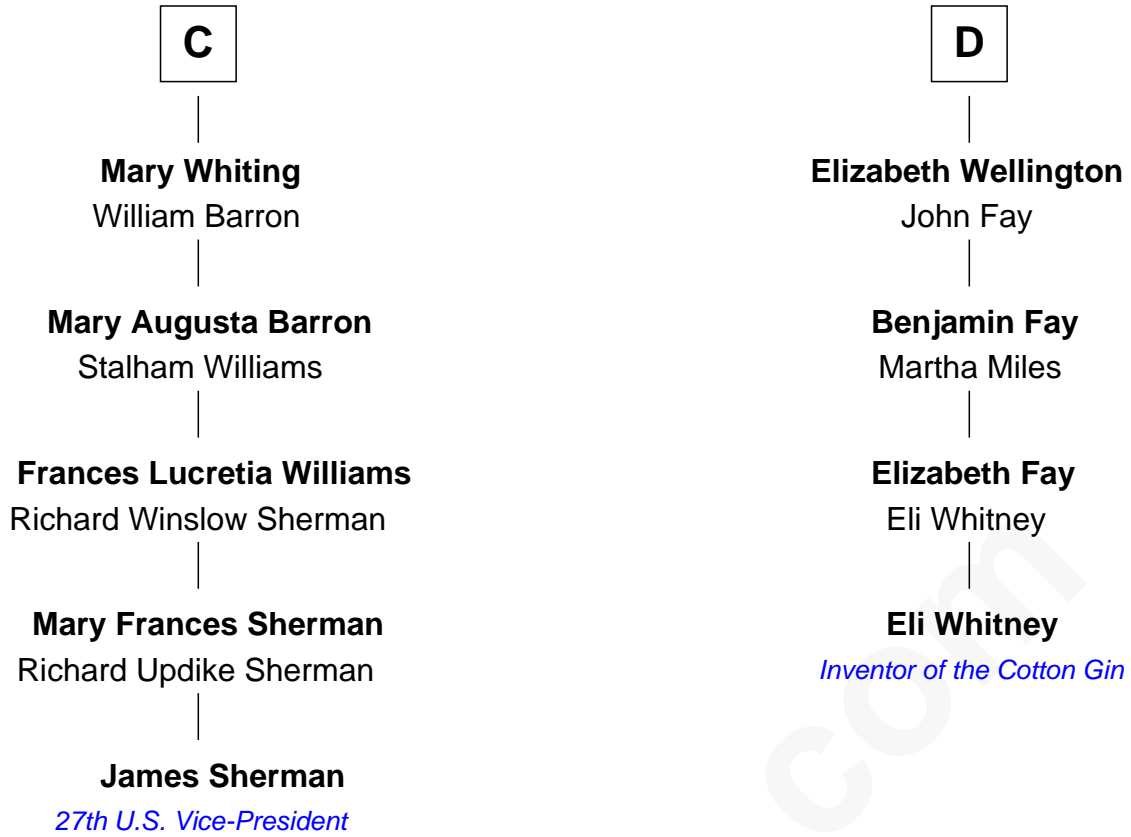 C
Mary Whiting
William Barron
Mary Augusta Barron
Stalham Williams
Frances Lucretia Williams
Richard Winslow Sherman
Mary Frances Sherman
Richard Updike Sherman
James Sherman
27th U.S. Vice-President
D
Elizabeth Wellington
John Fay
Benjamin Fay
Martha Miles
Elizabeth Fay
Eli Whitney
Eli Whitney
Inventor of the Cotton Gin
com